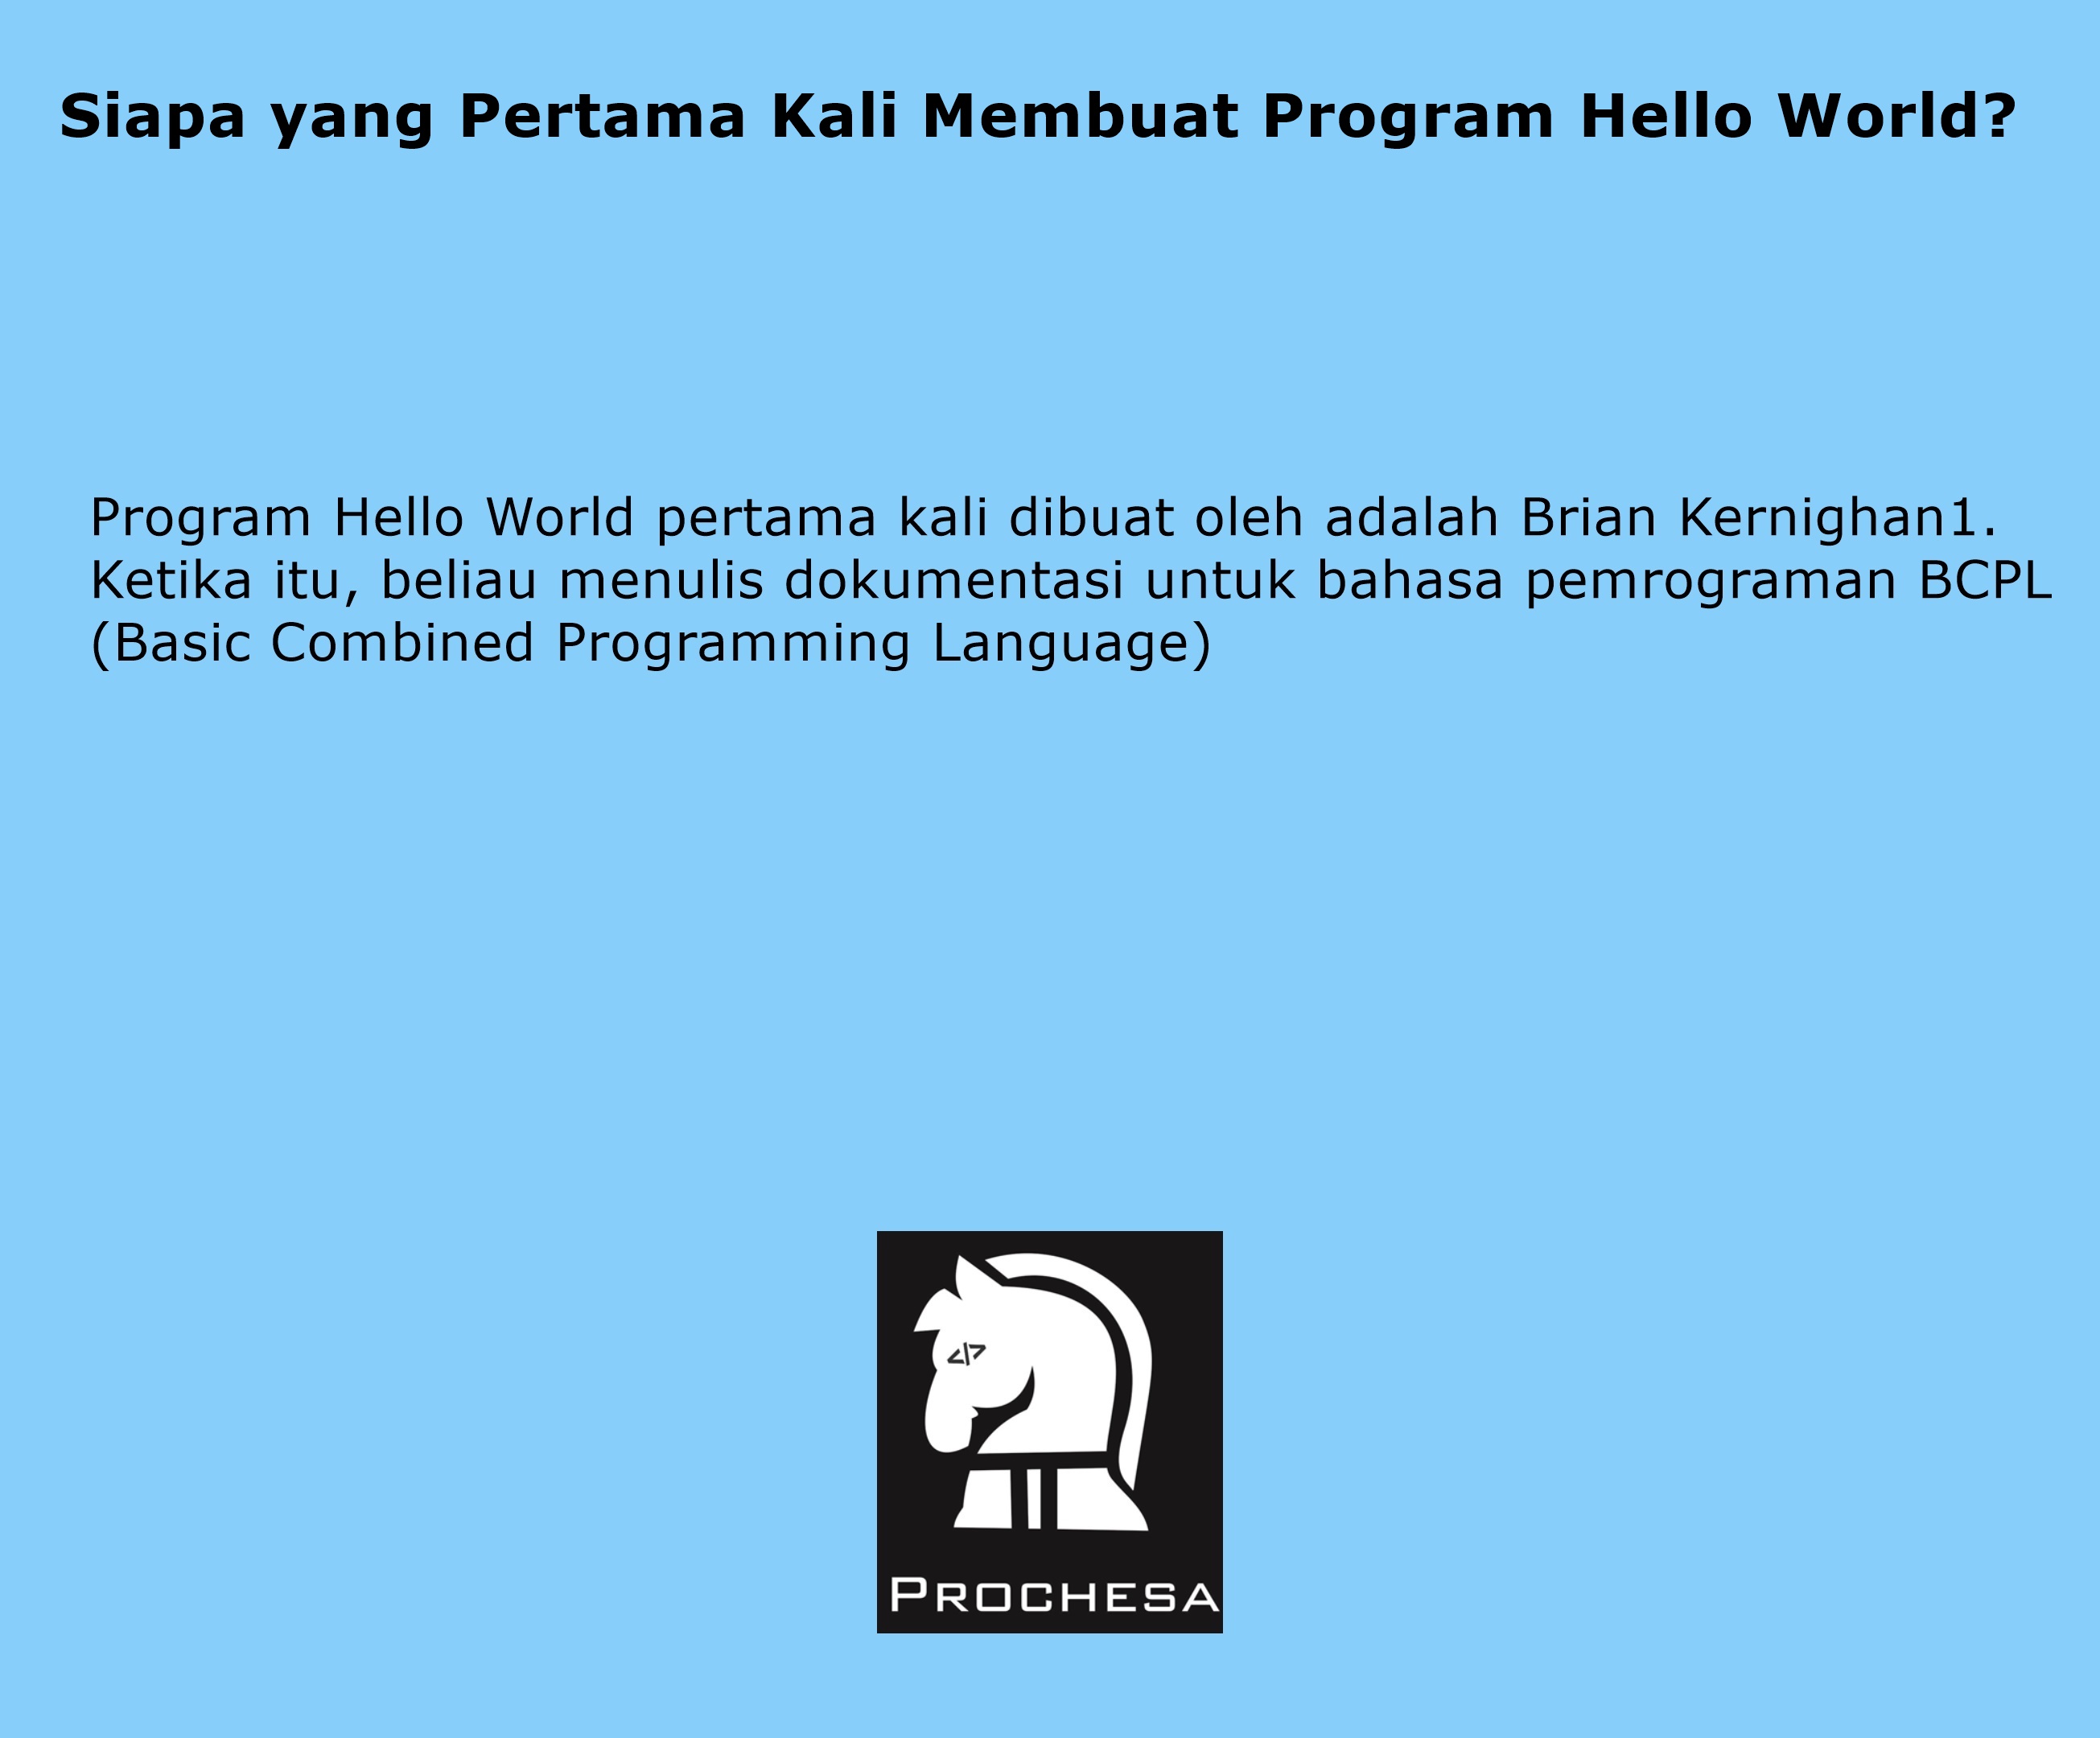 Siapa yang Pertama Kali Membuat Program Hello World?
Program Hello World pertama kali dibuat oleh adalah Brian Kernighan1.
Ketika itu, beliau menulis dokumentasi untuk bahasa pemrograman BCPL
(Basic Combined Programming Language)
</>
PROCHESA